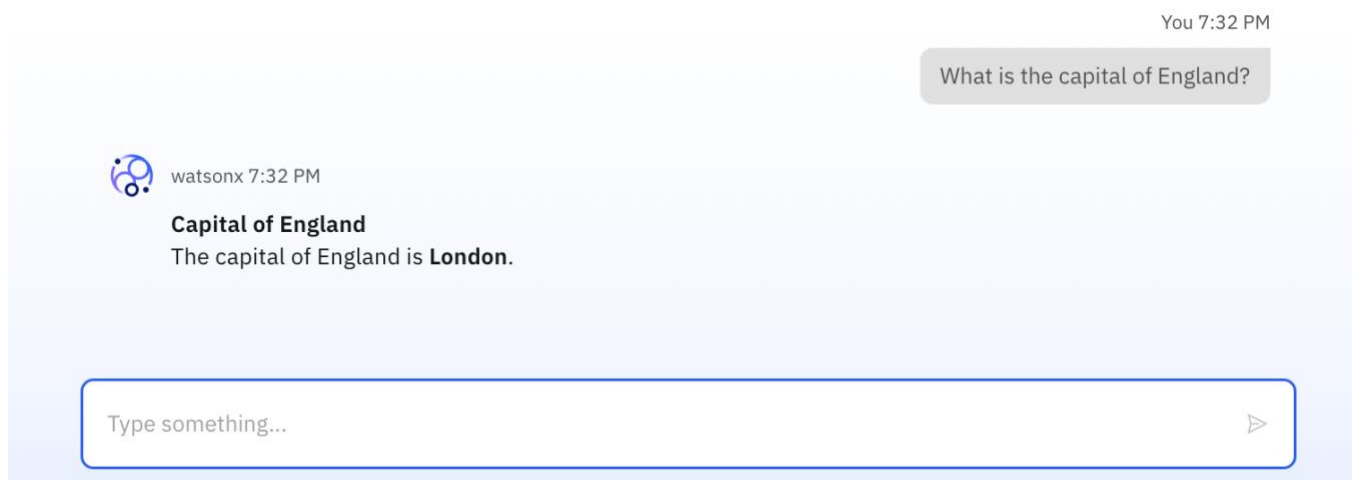 You 7:32 PM
What is the capital of England?
watsonx 7:32 PM
Capital of England
The capital of England is London.
Type something...